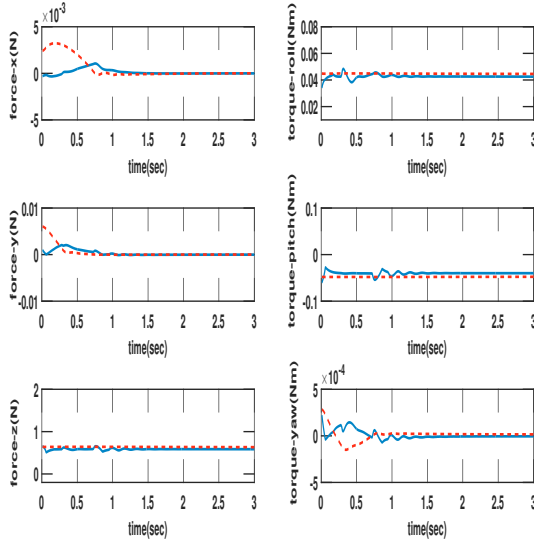 ×10⁻³
5
0
-5
force-x(N)
0 0.5 1 1.5 2 2.5 3
time(sec)
0.08
0.06
0.04
0.02
torque-roll(Nm)
0 0.5 1 1.5 2 2.5 3
time(sec)
0.01
0
-0.01
force-y(N)
0 0.5 1 1.5 2 2.5 3
time(sec)
0.1
0
-0.1
torque-pitch(Nm)
0 0.5 1 1.5 2 2.5 3
time(sec)
2
1
0
force-z(N)
0 0.5 1 1.5 2 2.5 3
time(sec)
×10⁻⁴
5
0
-5
torque-yaw(Nm)
0 0.5 1 1.5 2 2.5 3
time(sec)